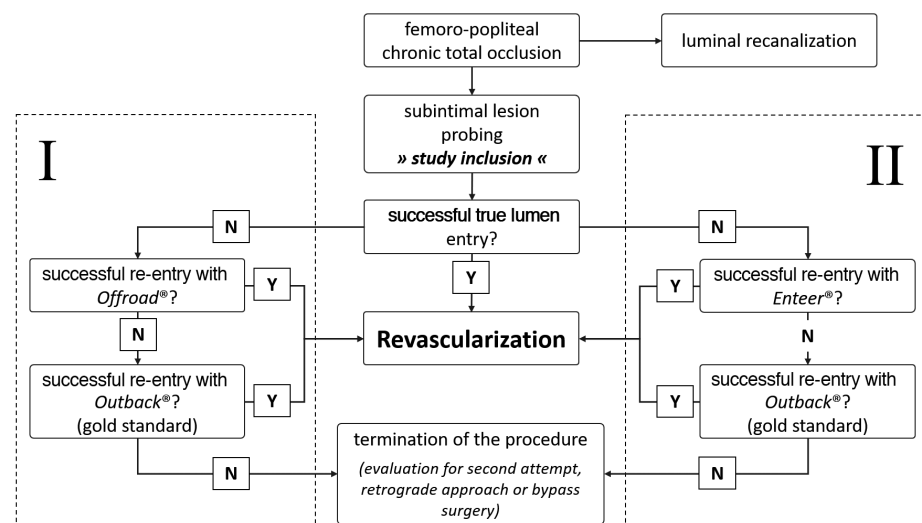 femoro-popliteal
chronic total occlusion
luminal recanalization
subintimal lesion
probing
» study inclusion «
I
II
successful true lumen
entry?
N
N
Y
successful re-entry with
Offroad®?
Y
Y
successful re-entry with
Enteer®?
N
Revascularization
N
successful re-entry with
Outback®?
(gold standard)
Y
Y
successful re-entry with
Outback®?
(gold standard)
termination of the procedure
(evaluation for second attempt,
retrograde approach or bypass
surgery)
N
N